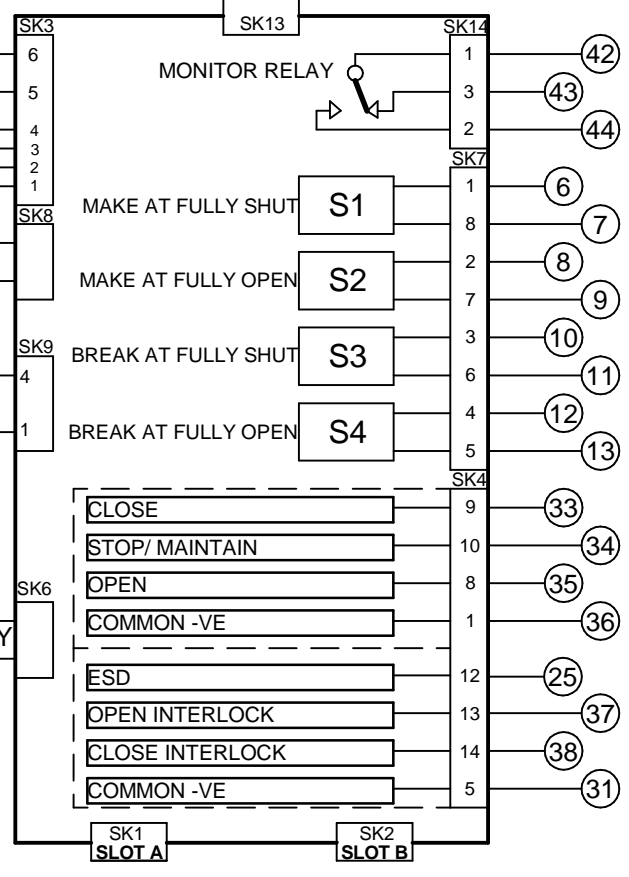 SK3
SK13
SK14
6
MONITOR RELAY
1
42
5
3
43
4
2
44
3
2
1
SK7
MAKE AT FULLY SHUT
S1
1
6
8
7
SK8
MAKE AT FULLY OPEN
S2
2
8
7
9
SK9
4
1
BREAK AT FULLY SHUT
S3
3
10
6
11
BREAK AT FULLY OPEN
S4
4
12
5
13
SK4
CLOSE
9
33
STOP/ MAINTAIN
10
34
SK6
OPEN
8
35
COMMON -VE
1
36
Y
ESD
12
25
OPEN INTERLOCK
13
37
CLOSE INTERLOCK
14
38
COMMON -VE
5
31
SK1
SLOT A
SK2
SLOT B